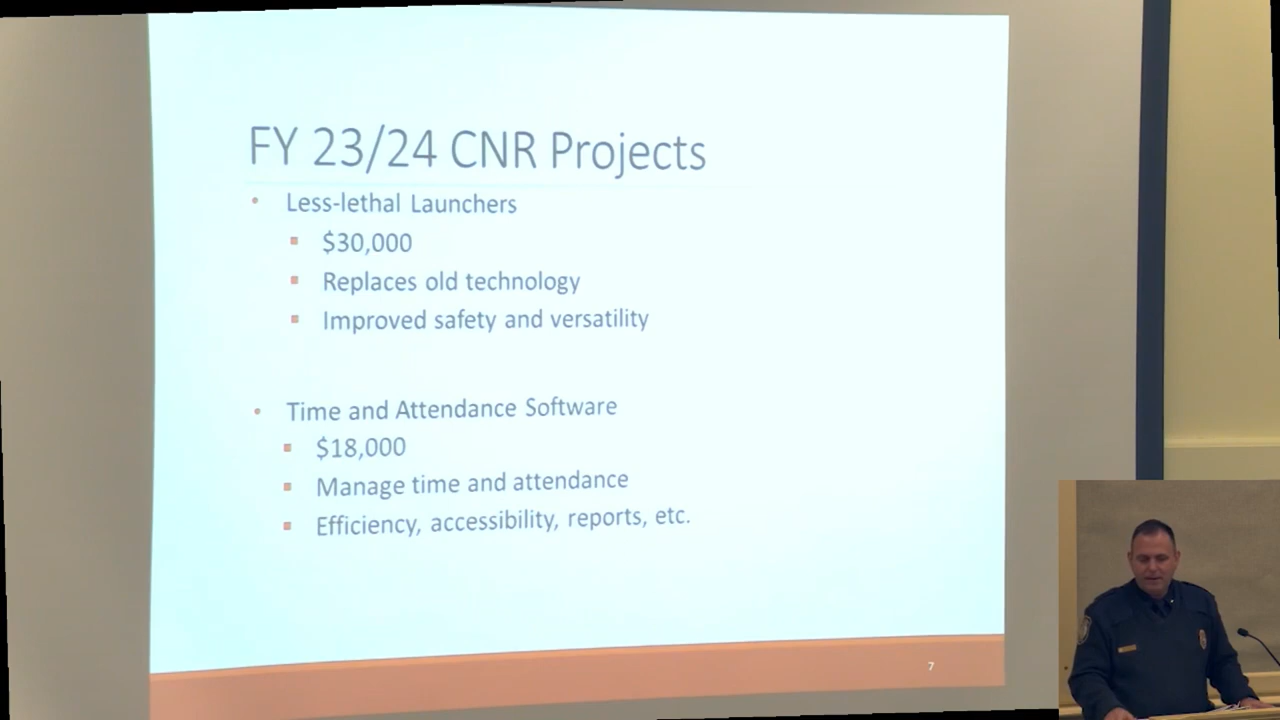 FY 23/24 CNR Projects
• Less-lethal Launchers
▪ $30,000
▪ Replaces old technology
▪ Improved safety and versatility
• Time and Attendance Software
▪ $18,000
▪ Manage time and attendance
▪ Efficiency, accessibility, reports, etc.
7